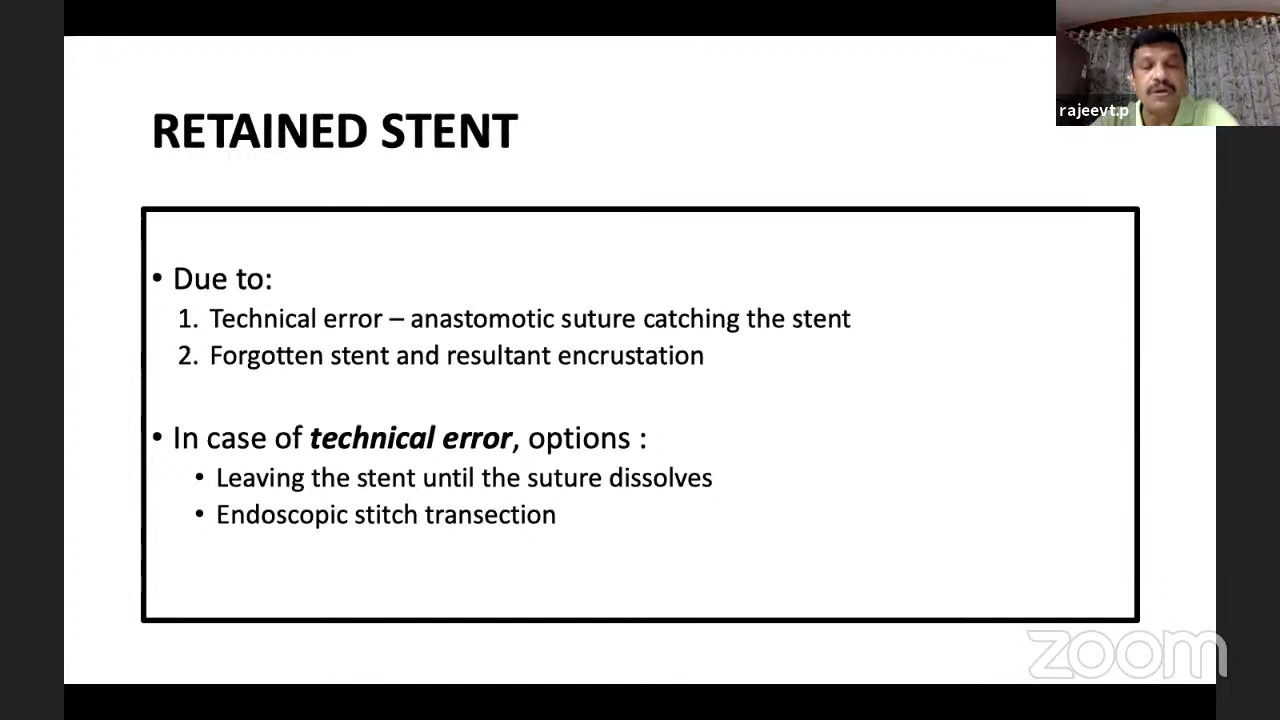 rajeevt.p
RETAINED STENT
• Due to:
1. Technical error – anastomotic suture catching the stent
2. Forgotten stent and resultant encrustation
• In case of technical error, options :
• Leaving the stent until the suture dissolves
• Endoscopic stitch transection
zoom